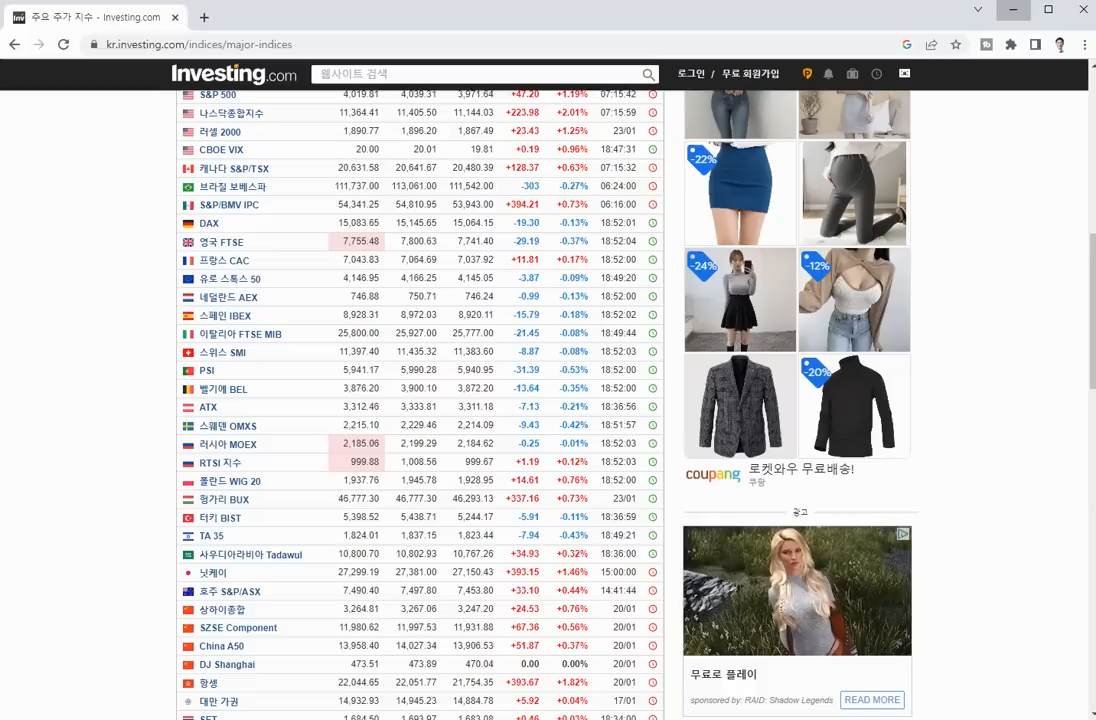 주요 주가 지수 - Investing.com
kr.investing.com/indices/major-indices
Investing.com 웹사이트 검색 로그인 / 무료 회원가입
S&P 500 4,019.81 4,039.31 3,971.64 +47.20 +1.19% 07:15:42
나스닥종합지수 11,364.41 11,405.50 11,144.03 +223.98 +2.01% 07:15:59
러셀 2000 1,890.77 1,896.20 1,867.49 +23.43 +1.25% 23/01
CBOE VIX 20.00 20.01 19.81 +0.19 +0.96% 18:47:31
캐나다 S&P/TSX 20,631.58 20,641.67 20,480.39 +128.37 +0.63% 07:15:32
브라질 보베스파 111,737.00 113,061.00 111,542.00 -303 -0.27% 06:24:00
S&P/BMV IPC 54,341.25 54,810.95 53,943.00 +394.21 +0.73% 06:16:00
DAX 15,083.65 15,145.65 15,064.15 -19.30 -0.13% 18:52:01
영국 FTSE 7,755.48 7,800.63 7,741.40 -29.19 -0.37% 18:52:04
프랑스 CAC 7,043.83 7,064.69 7,037.92 +11.81 +0.17% 18:52:00
유로 스톡스 50 4,146.95 4,166.25 4,145.05 -3.87 -0.09% 18:49:20
네덜란드 AEX 746.88 750.71 746.24 -0.99 -0.13% 18:52:00
스페인 IBEX 8,928.31 8,972.03 8,920.11 -15.79 -0.18% 18:52:02
이탈리아 FTSE MIB 25,800.00 25,927.00 25,777.00 -21.45 -0.08% 18:49:44
스위스 SMI 11,397.40 11,435.32 11,383.60 -8.87 -0.08% 18:52:03
PSI 5,941.17 5,990.28 5,940.95 -31.39 -0.53% 18:52:00
벨기에 BEL 3,876.20 3,900.10 3,872.20 -13.64 -0.35% 18:52:00
ATX 3,312.46 3,333.81 3,311.18 -7.13 -0.21% 18:36:56
스웨덴 OMXS 2,215.10 2,229.46 2,214.09 -9.43 -0.42% 18:51:57
러시아 MOEX 2,185.06 2,199.29 2,184.62 -0.25 -0.01% 18:52:03
RTSI 지수 999.88 1,008.56 999.67 +1.19 +0.12% 18:52:03
폴란드 WIG 20 1,937.76 1,945.78 1,928.95 +14.61 +0.76% 18:52:00
헝가리 BUX 46,777.30 46,777.30 46,293.13 +337.16 +0.73% 23/01
터키 BIST 5,398.52 5,438.71 5,244.17 -5.91 -0.11% 18:36:59
TA 35 1,824.01 1,837.15 1,823.44 -7.94 -0.43% 18:49:21
사우디아라비아 Tadawul 10,800.70 10,802.93 10,767.26 +34.93 +0.32% 18:36:00
닛케이 27,299.19 27,381.00 27,150.43 +393.15 +1.46% 15:00:00
호주 S&P/ASX 7,490.40 7,497.80 7,453.80 +33.10 +0.44% 14:41:44
상하이종합 3,264.81 3,267.06 3,247.20 +24.53 +0.76% 20/01
SZSE Component 11,980.62 11,997.53 11,931.88 +67.36 +0.56% 20/01
China A50 13,958.40 14,027.34 13,906.53 +51.87 +0.37% 20/01
DJ Shanghai 473.51 473.89 470.04 0.00 0.00% 20/01
항셍 22,044.65 22,051.77 21,754.35 +393.67 +1.82% 20/01
대만 가권 14,932.93 14,945.23 14,884.78 +5.92 +0.04% 17/01
SET 1,684.50 1,693.97 1,683.08 +0.46 +0.03% 18:34:00
-22%
-24%
-12%
-20%
coupang 로켓와우 무료배송!
쿠팡
광고
무료로 플레이
sponsored by: RAID: Shadow Legends READ MORE